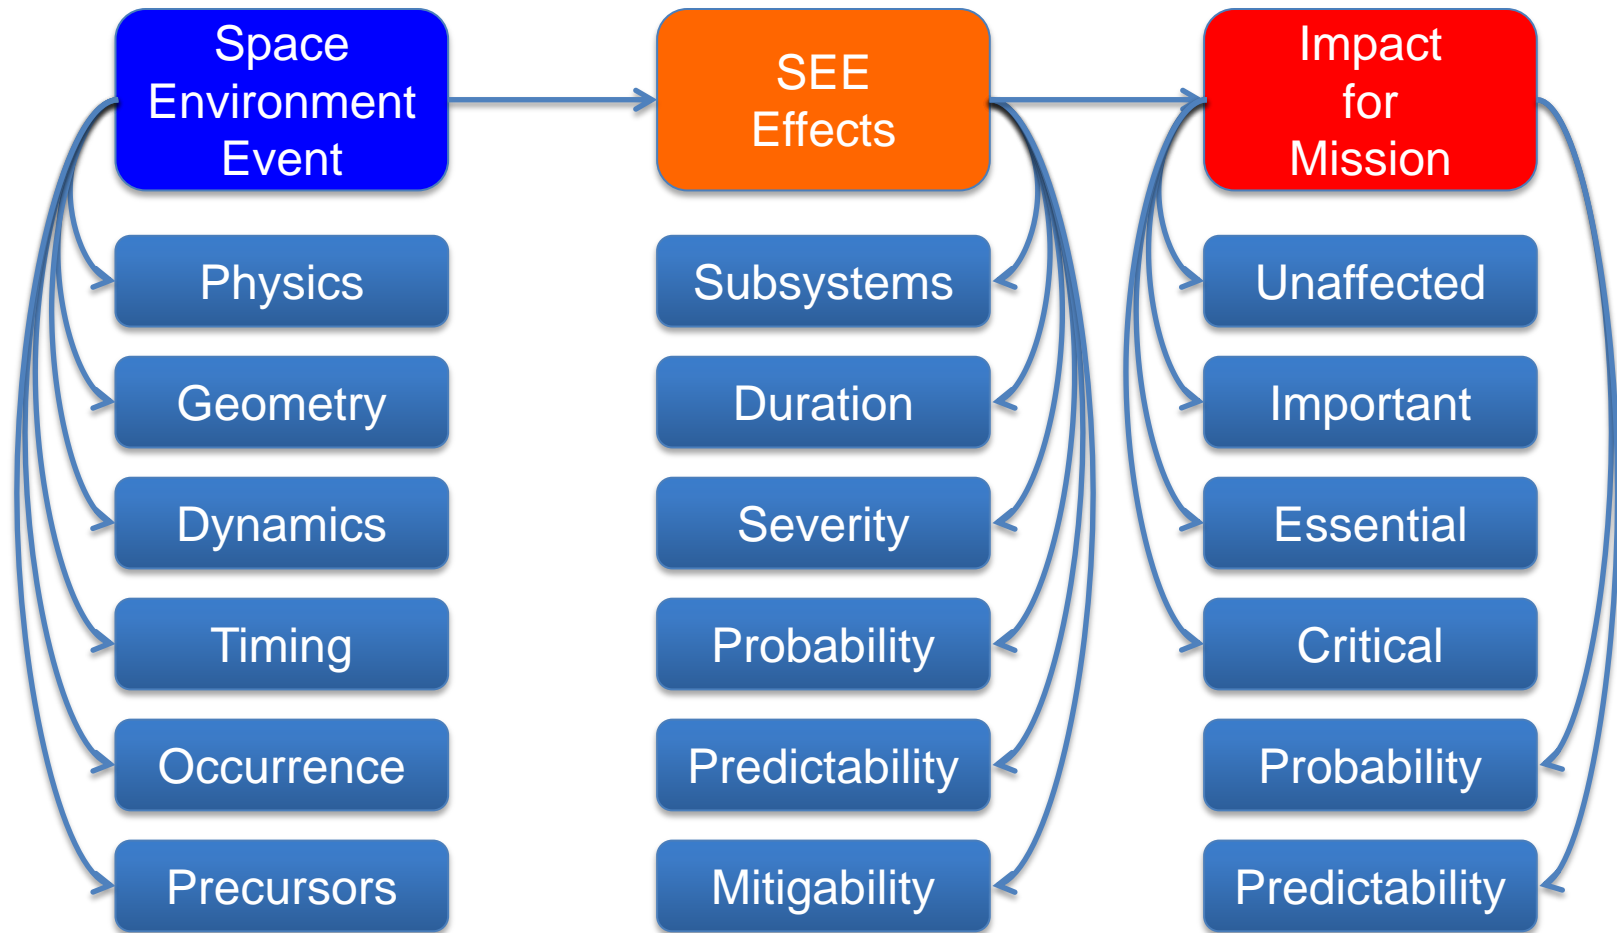 Space
Environment
Event
SEE
Effects
Impact
for
Mission
Physics
Subsystems
Unaffected
Geometry
Duration
Important
Dynamics
Severity
Essential
Timing
Probability
Critical
Occurrence
Predictability
Probability
Precursors
Mitigability
Predictability